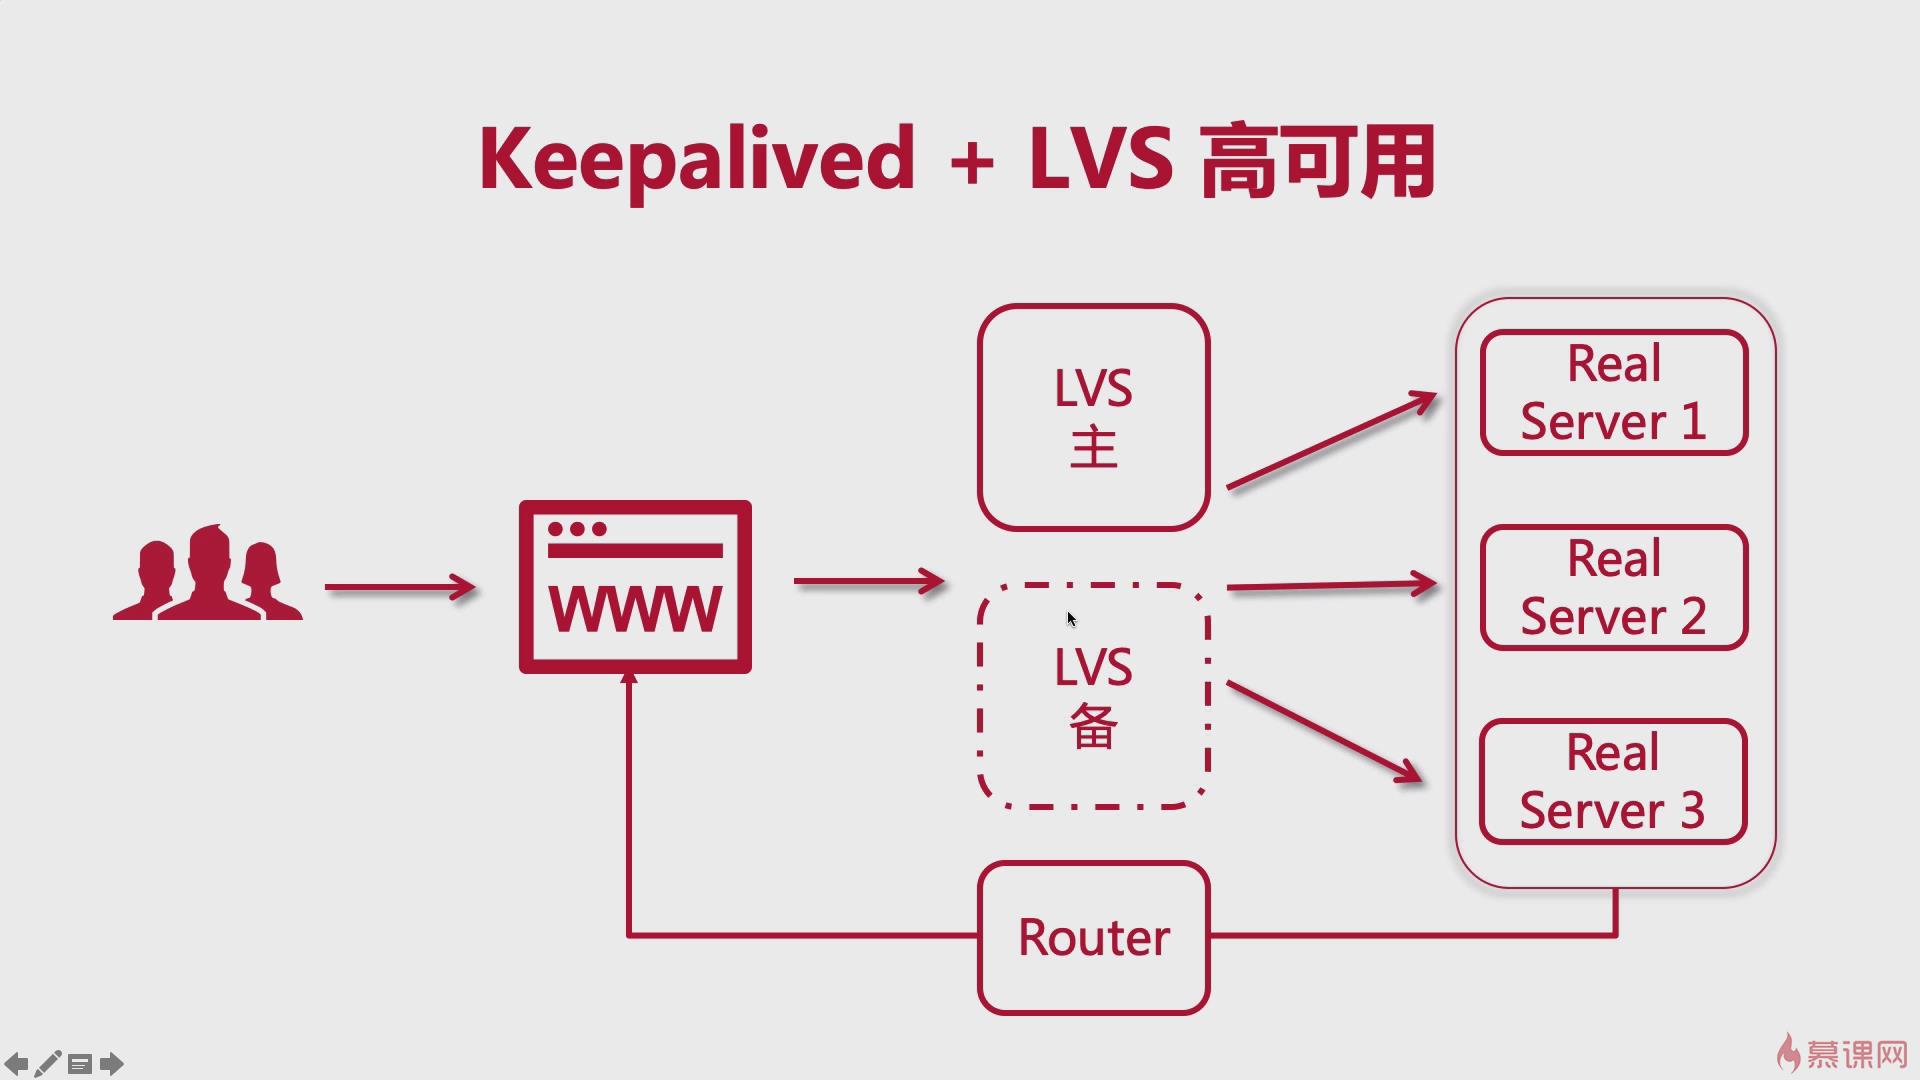 Keepalived + LVS 高可用
LVS
主
Real
Server 1
WWW
LVS
备
Real
Server 2
Real
Server 3
Router
慕课网